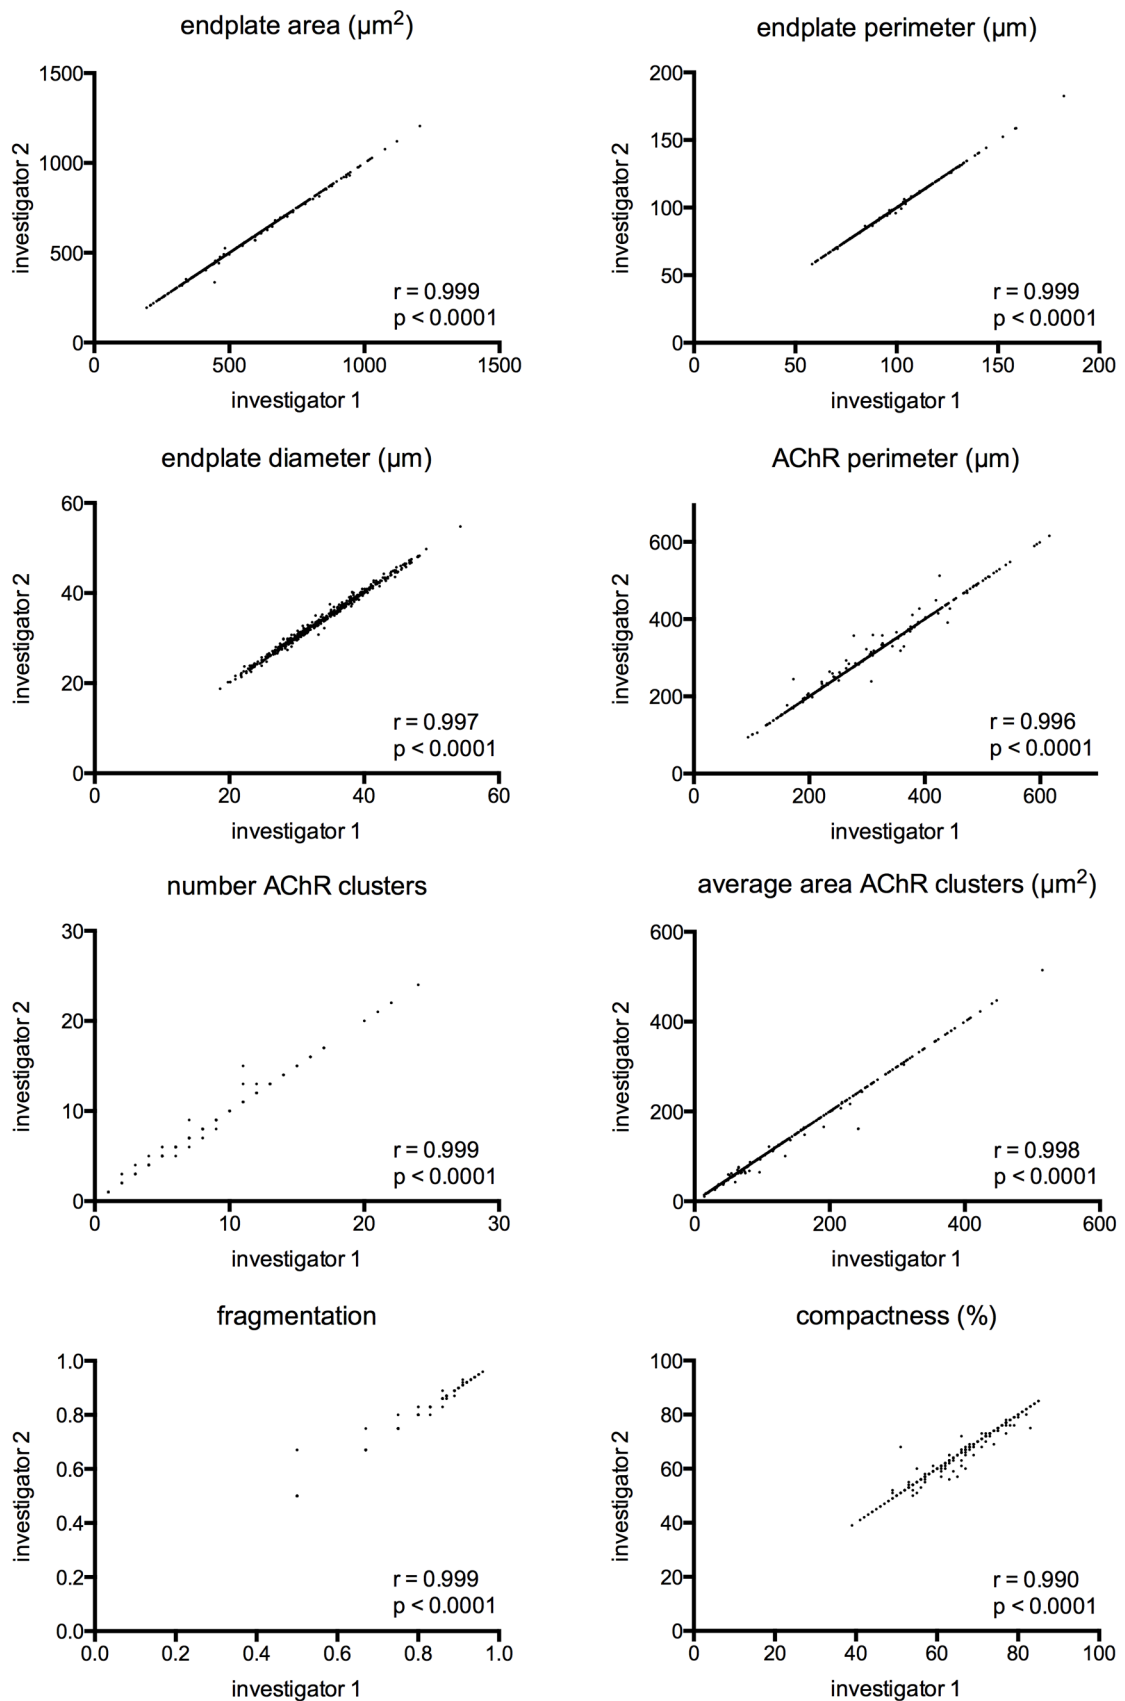 endplate area (µm²)
1500
1000
500
0
investigator 2
r = 0.999
p < 0.0001
0 500 1000 1500
investigator 1
endplate perimeter (µm)
200
150
100
50
0
investigator 2
r = 0.999
p < 0.0001
0 50 100 150 200
investigator 1
endplate diameter (µm)
60
40
20
0
investigator 2
r = 0.997
p < 0.0001
0 20 40 60
investigator 1
AChR perimeter (µm)
600
400
200
0
investigator 2
r = 0.996
p < 0.0001
0 200 400 600
investigator 1
number AChR clusters
30
20
10
0
investigator 2
r = 0.999
p < 0.0001
0 10 20 30
investigator 1
average area AChR clusters (µm²)
600
400
200
0
investigator 2
r = 0.998
p < 0.0001
0 200 400 600
investigator 1
fragmentation
1.0
0.8
0.6
0.4
0.2
0.0
investigator 2
r = 0.999
p < 0.0001
0.0 0.2 0.4 0.6 0.8 1.0
investigator 1
compactness (%)
100
80
60
40
20
0
investigator 2
r = 0.990
p < 0.0001
0 20 40 60 80 100
investigator 1